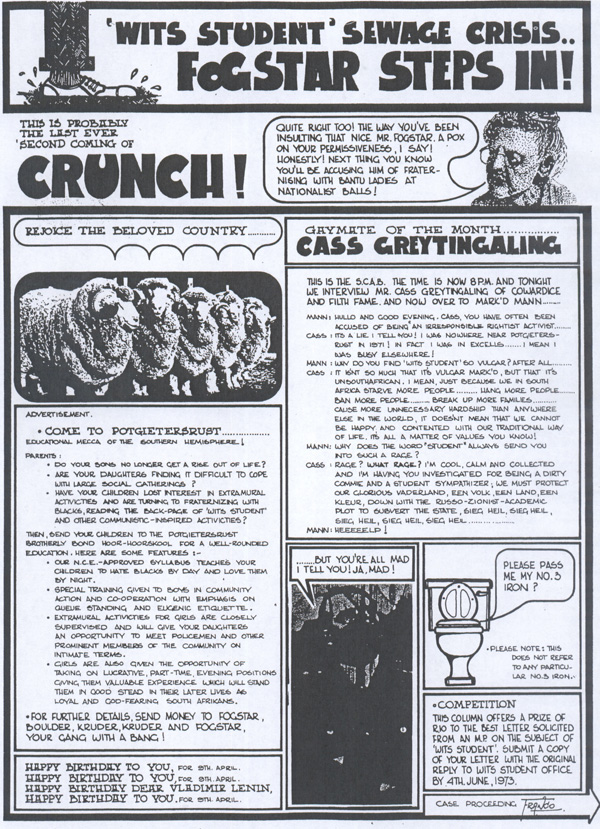 'WITS STUDENT' SEWAGE CRISIS..
FOGSTAR STEPS IN!
THIS IS PROBABLY
THE LAST EVER
'SECOND COMING OF
CRUNCH!
QUITE RIGHT TOO! THE WAY YOU'VE BEEN
INSULTING THAT NICE MR. FOGSTAR. A POX
ON YOUR PERMISSIVENESS, I SAY!
HONESTLY! NEXT THING YOU KNOW
YOU'LL BE ACCUSING HIM OF FRATER-
NISING WITH BANTU LADIES AT
NATIONALIST BALLS!
REJOICE THE BELOVED COUNTRY..........
ADVERTISEMENT.
• COME TO POTGIETERSRUST..............
EDUCATIONAL MECCA OF THE SOUTHERN HEMISPHERE!
PARENTS:
• DO YOUR SONS NO LONGER GET A RISE OUT OF LIFE?
• ARE YOUR DAUGHTERS FINDING IT DIFFICULT TO COPE
WITH LARGE SOCIAL GATHERINGS?
• HAVE YOUR CHILDREN LOST INTEREST IN EXTRAMURAL
ACTIVITIES AND ARE TURNING TO FRATERNIZING WITH
BLACKS, READING THE BACK-PAGE OF 'WITS STUDENT'
AND OTHER COMMUNISTIC-INSPIRED ACTIVITIES?
THEN, SEND YOUR CHILDREN TO THE POTGIETERSRUST
BROTHERLY BOND HOOR-HOORSKOOL FOR A WELL-ROUNDED
EDUCATION. HERE ARE SOME FEATURES:-
• OUR N.C.E.-APPROVED SYLLABUS TEACHES YOUR
CHILDREN TO HATE BLACKS BY DAY AND LOVE THEM
BY NIGHT.
• SPECIAL TRAINING GIVEN TO BOYS IN COMMUNITY
ACTION AND CO-OPERATION WITH EMPHASIS ON
QUEUE STANDING AND EUGENIC ETIQUETTE.
• EXTRAMURAL ACTIVITIES FOR GIRLS ARE CLOSELY
SUPERVISED AND WILL GIVE YOUR DAUGHTERS
AN OPPORTUNITY TO MEET POLICEMEN AND OTHER
PROMINENT MEMBERS OF THE COMMUNITY ON
INTIMATE TERMS.
• GIRLS ARE ALSO GIVEN THE OPPORTUNITY OF
TAKING ON LUCRATIVE, PART-TIME, EVENING POSITIONS
GIVING THEM VALUABLE EXPERIENCE WHICH WILL STAND
THEM IN GOOD STEAD IN THEIR LATER LIVES AS
LOYAL AND GOD-FEARING SOUTH AFRICANS.
• FOR FURTHER DETAILS, SEND MONEY TO FOGSTAR,
BOULDER, KRUDER, KRUDER AND FOGSTAR,
YOUR GANG WITH A BANG!
HAPPY BIRTHDAY TO YOU, FOR 9TH. APRIL.
HAPPY BIRTHDAY TO YOU, FOR 9TH. APRIL.
HAPPY BIRTHDAY DEAR VLADIMIR LENIN,
HAPPY BIRTHDAY TO YOU. FOR 9TH. APRIL.
GAYMATE OF THE MONTH..............
CASS GREYTINGALING
THIS IS THE S.C.A.B. THE TIME IS NOW 8 P.M. AND TONIGHT
WE INTERVIEW MR. CASS GREYTINGALING OF COWARDICE
AND FILTH FAME. AND NOW OVER TO MARK'D MANN......
MANN: HULLO AND GOOD EVENING. CASS, YOU HAVE OFTEN BEEN
ACCUSED OF BEING AN IRRESPONSIBLE RIGHTIST ACTIVIST......
CASS: ITS A LIE I TELL YOU! I WAS NOWHERE NEAR POTGIETERS-
RUST IN 1971! IN FACT I WAS IN EXCELLUS...... I MEAN I
WAS BUSY ELSEWHERE!
MANN: WHY DO YOU FIND 'WITS STUDENT' SO VULGAR? AFTER ALL......
CASS: IT ISN'T SO MUCH THAT IT'S VULGAR MARK'D, BUT THAT IT'S
UNSOUTHAFRICAN. I MEAN, JUST BECAUSE WE IN SOUTH
AFRICA STARVE MORE PEOPLE........ HANG MORE PEOPLE.....
BAN MORE PEOPLE......... BREAK UP MORE FAMILIES..........
CAUSE MORE UNNECESSARY HARDSHIP THAN ANYWHERE
ELSE IN THE WORLD, IT DOESN'T MEAN THAT WE CANNOT
BE HAPPY AND CONTENTED WITH OUR TRADITIONAL WAY
OF LIFE, ITS ALL A MATTER OF VALUES YOU KNOW!
MANN: WHY DOES THE WORD "STUDENT" ALWAYS SEND YOU
INTO SUCH A RAGE?
CASS: RAGE? WHAT RAGE? I'M COOL, CALM AND COLLECTED
AND I'M HAVING YOU INVESTIGATED FOR BEING A DIRTY
COMMIE AND A STUDENT SYMPATHIZER; WE MUST PROTECT
OUR GLORIOUS VADERLAND, EEN VOLK, EEN LAND, EEN
KLEUR, DOWN WITH THE RUSSO-ZIONIST-ACADEMIC
PLOT TO SUBVERT THE STATE, SIEG HEIL, SIEG HEIL,
SIEG HEIL, SIEG HEIL, SIEG HEIL................
MANN: HEEEEELP!
......BUT YOU'RE ALL MAD
I TELL YOU! JA, MAD!
PLEASE PASS
ME MY NO.3
IRON?
• PLEASE NOTE: THIS
DOES NOT REFER
TO ANY PARTICU-
LAR NO.3 IRON..
• COMPETITION
THIS COLUMN OFFERS A PRIZE OF
R10 TO THE BEST LETTER SOLICITED
FROM AN M.P. ON THE SUBJECT OF
'WITS STUDENT'. SUBMIT A COPY
OF YOUR LETTER WITH THE ORIGINAL
REPLY TO WITS STUDENT OFFICE
BY 4TH. JUNE, 1973.
CASE PROCEEDING Franco